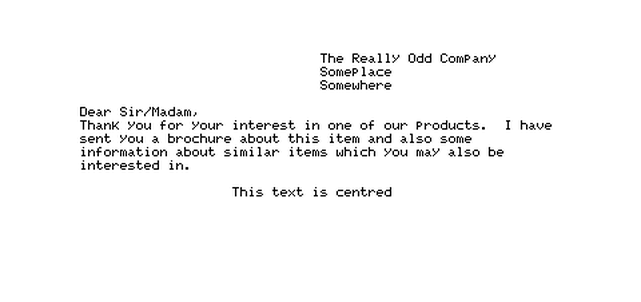 The Really Odd Company
SomePlace
Somewhere
Dear Sir/Madam,
Thank you for your interest in one of our Products.  I have
sent you a brochure about this item and also some
information about similar items which you may also be
interested in.
This text is centred